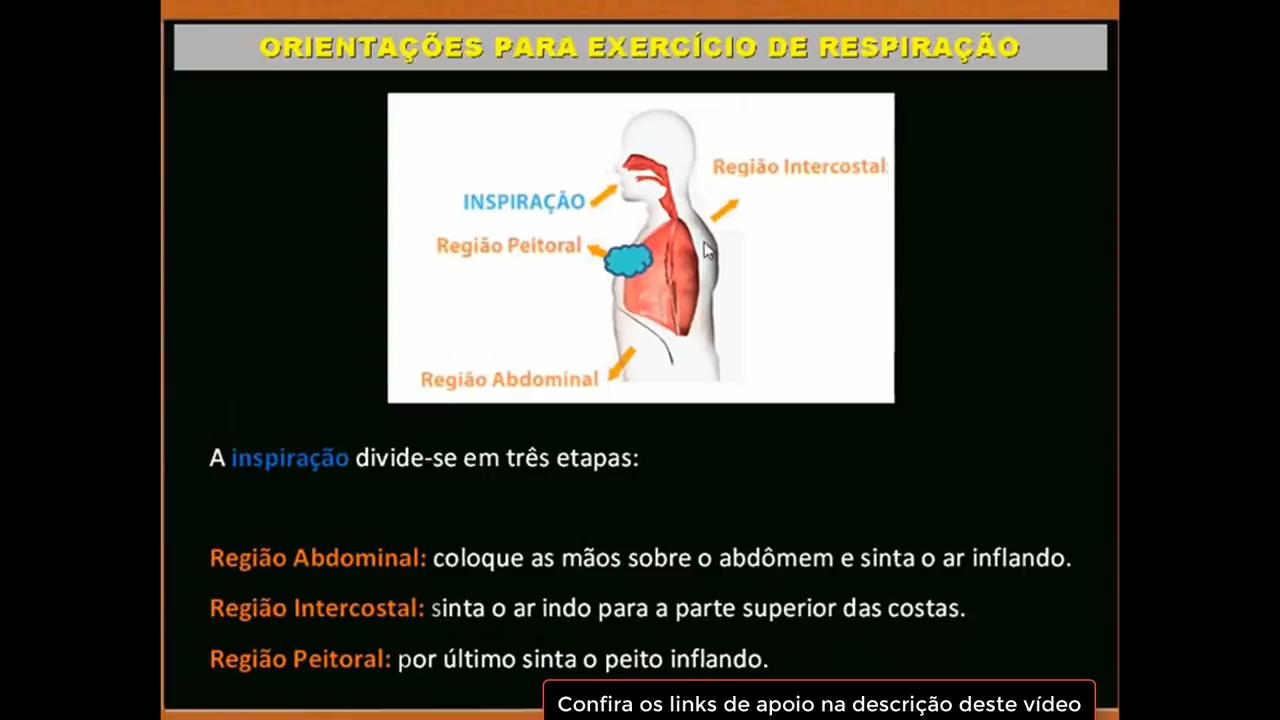 ORIENTAÇÕES PARA EXERCÍCIO DE RESPIRAÇÃO
Região Intercostal
INSPIRAÇÃO
Região Peitoral
Região Abdominal
A inspiração divide-se em três etapas:
Região Abdominal: coloque as mãos sobre o abdômem e sinta o ar inflando.
Região Intercostal: sinta o ar indo para a parte superior das costas.
Região Peitoral: por último sinta o peito inflando.
Confira os links de apoio na descrição deste vídeo